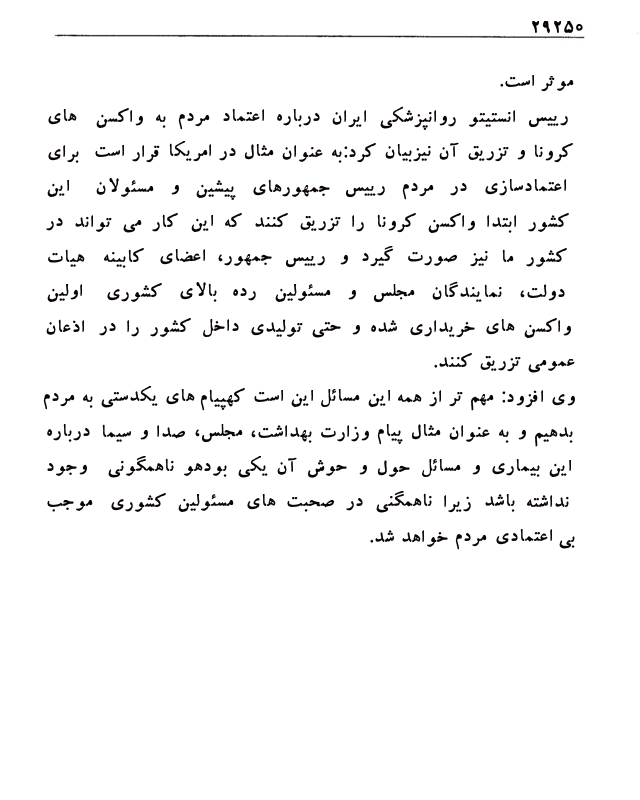 ۲۹۲۵۰
موثر است.
رییس انستیتو روانپزشکی ایران درباره اعتماد مردم به واکسن های
کرونا و تزریق آن نیزبیان کرد:به عنوان مثال در امریکا قرار است برای
اعتمادسازی در مردم رییس جمهورهای پیشین و مسئولان این
کشور ابتدا واکسن کرونا را تزریق کنند که این کار می تواند در
کشور ما نیز صورت گیرد و رییس جمهور، اعضای کابینه هیات
دولت، نمایندگان مجلس و مسئولین رده بالای کشوری اولین
واکسن های خریداری شده و حتی تولیدی داخل کشور را در اذعان
عمومی تزریق کنند.
وی افزود: مهم تر از همه این مسائل این است کهپیام های یکدستی به مردم
بدهیم و به عنوان مثال پیام وزارت بهداشت، مجلس، صدا و سیما درباره
این بیماری و مسائل حول و حوش آن یکی بودهو ناهمگونی وجود
نداشته باشد زیرا ناهمگنی در صحبت های مسئولین کشوری موجب
بی اعتمادی مردم خواهد شد.